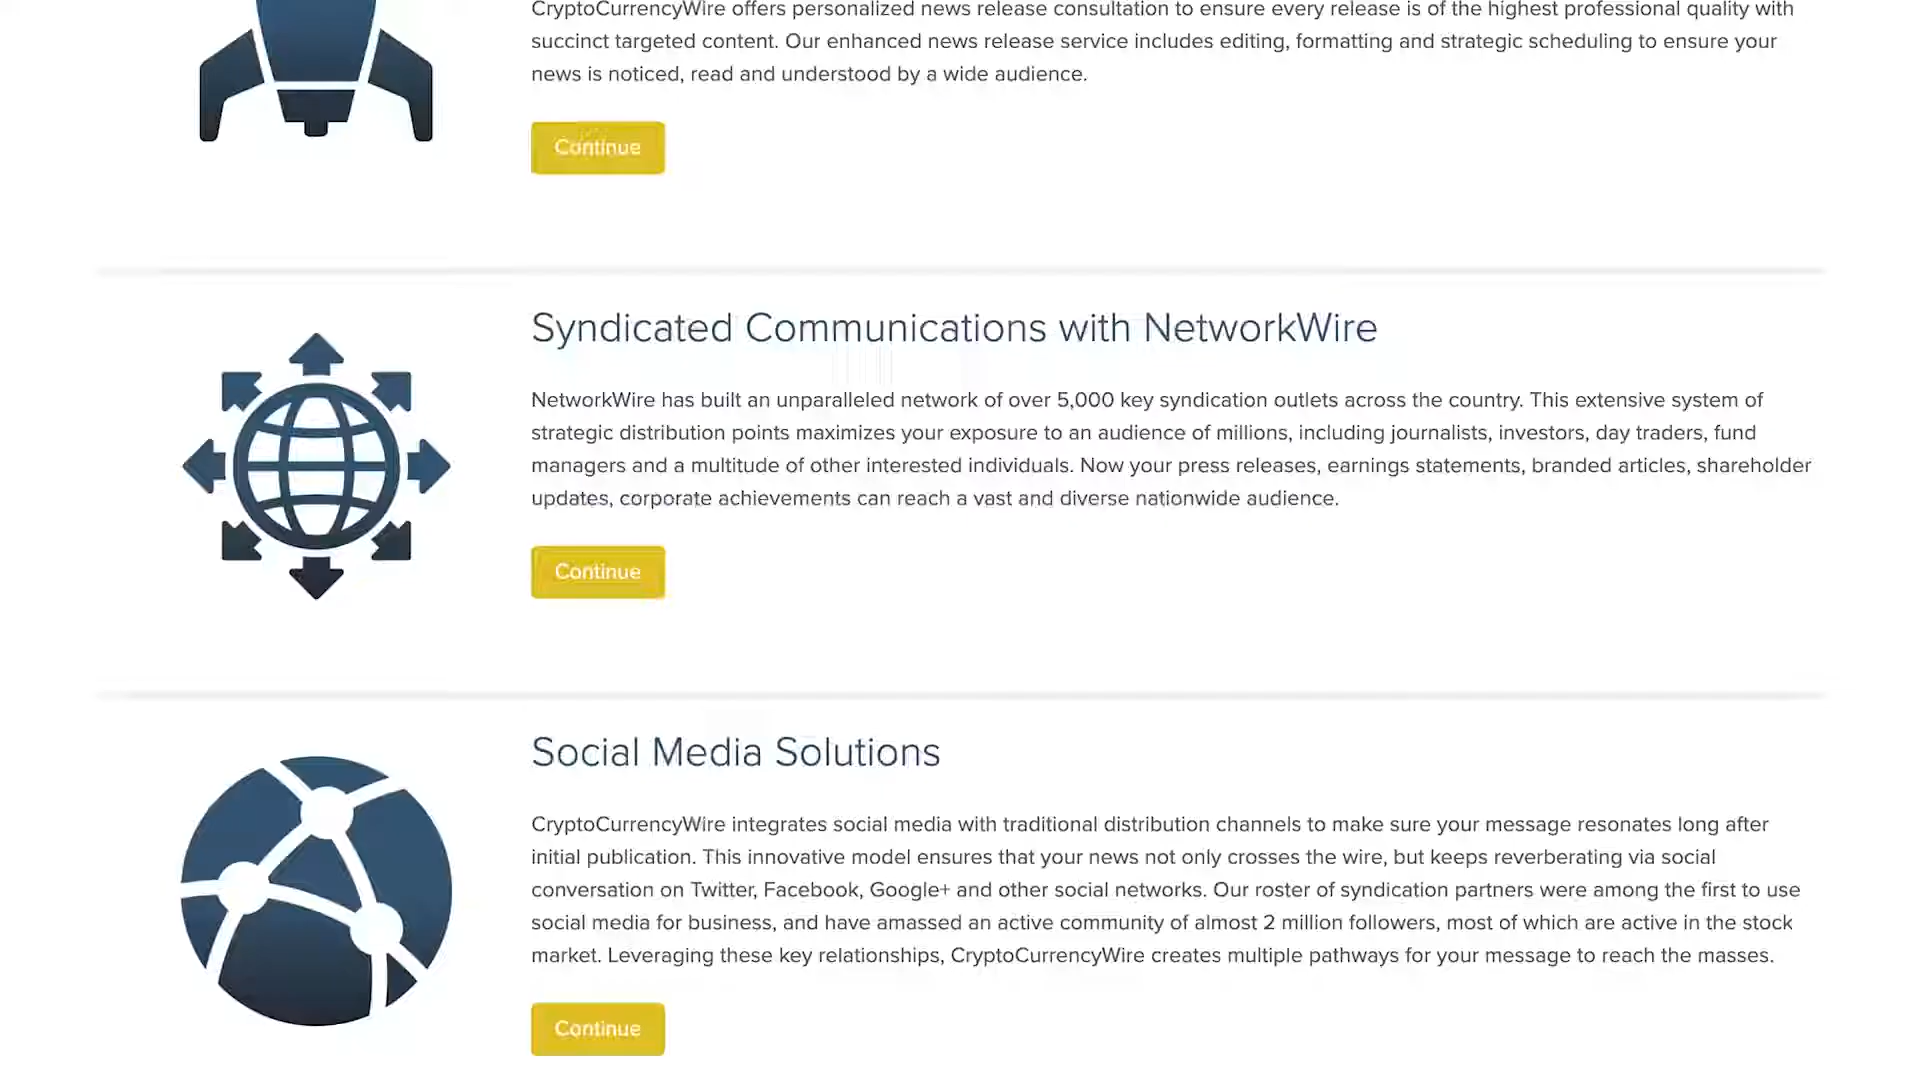 CryptoCurrencyWire offers personalized news release consultation to ensure every release is of the highest professional quality with
succinct targeted content. Our enhanced news release service includes editing, formatting and strategic scheduling to ensure your
news is noticed, read and understood by a wide audience.
Continue
Syndicated Communications with NetworkWire
NetworkWire has built an unparalleled network of over 5,000 key syndication outlets across the country. This extensive system of
strategic distribution points maximizes your exposure to an audience of millions, including journalists, investors, day traders, fund
managers and a multitude of other interested individuals. Now your press releases, earnings statements, branded articles, shareholder
updates, corporate achievements can reach a vast and diverse nationwide audience.
Continue
Social Media Solutions
CryptoCurrencyWire integrates social media with traditional distribution channels to make sure your message resonates long after
initial publication. This innovative model ensures that your news not only crosses the wire, but keeps reverberating via social
conversation on Twitter, Facebook, Google+ and other social networks. Our roster of syndication partners were among the first to use
social media for business, and have amassed an active community of almost 2 million followers, most of which are active in the stock
market. Leveraging these key relationships, CryptoCurrencyWire creates multiple pathways for your message to reach the masses.
Continue